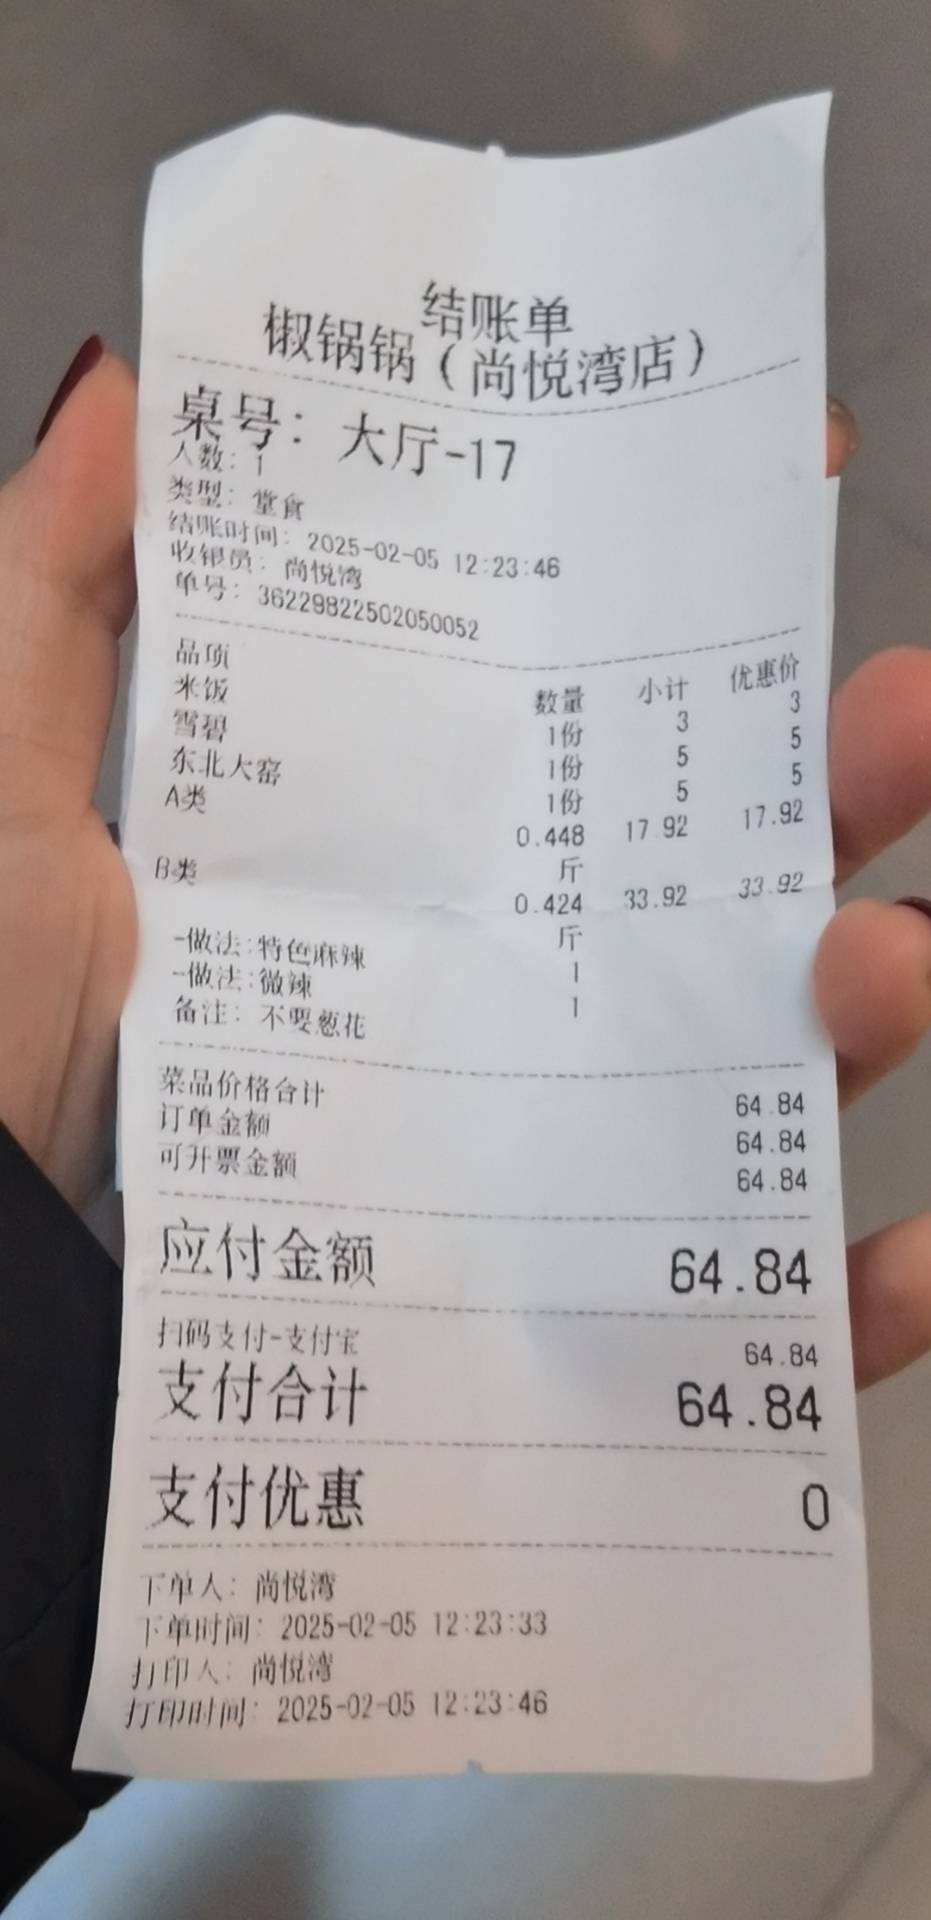 结账单
椒锅锅（尚悦湾店）
桌号：大厅-17
人数：1
类型：堂食
结账时间：2025-02-05 12:23:46
收银员：尚悦湾
单号：36229822502050052
品项 数量 小计 优惠价
米饭 1份 3 3
雪碧 1份 5 5
东北大窑 1份 5 5
A类 0.448 17.92 17.92
斤
B类 0.424 33.92 33.92
斤
-做法:特色麻辣 1
-做法:微辣 1
备注：不要葱花
菜品价格合计 64.84
订单金额 64.84
可开票金额 64.84
应付金额 64.84
扫码支付-支付宝 64.84
支付合计 64.84
支付优惠 0
下单人：尚悦湾
下单时间：2025-02-05 12:23:33
打印人：尚悦湾
打印时间：2025-02-05 12:23:46